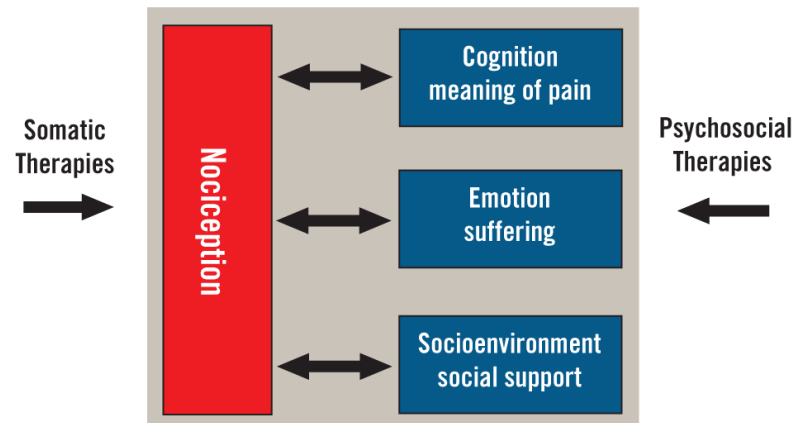 Somatic
Therapies
Nociception
Cognition
meaning of pain
Emotion
suffering
Socioenvironment
social support
Psychosocial
Therapies